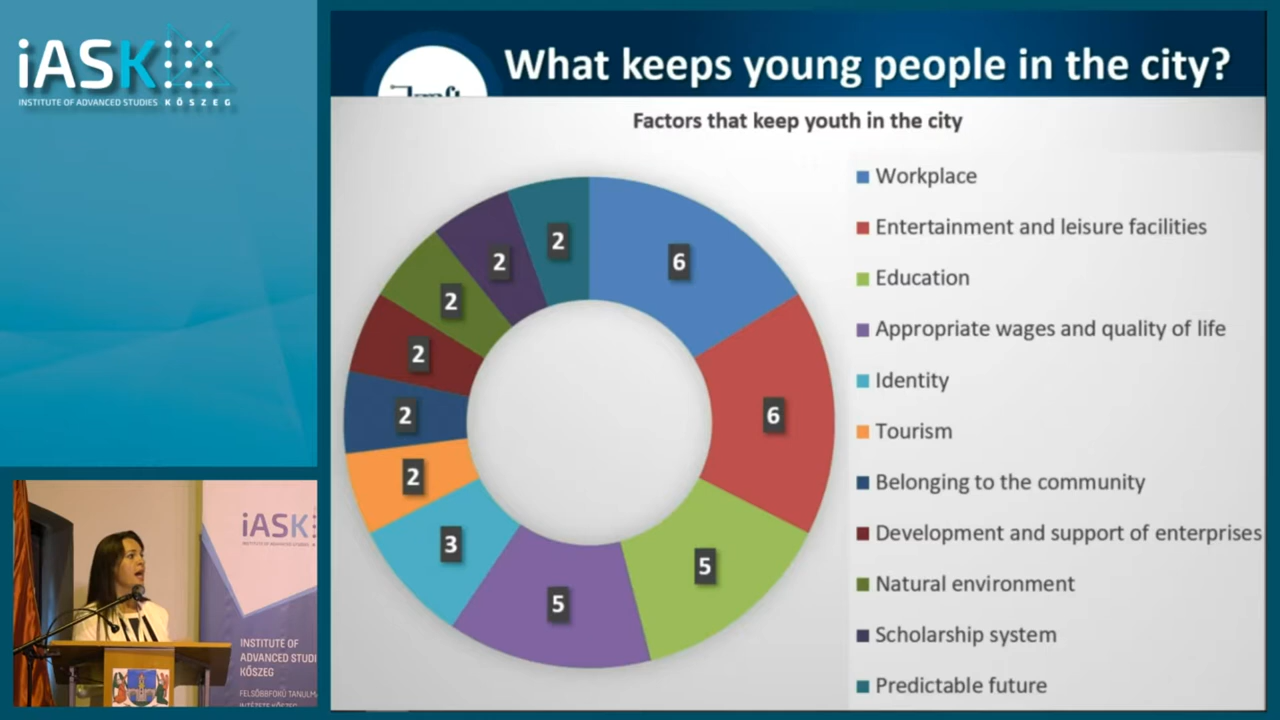 iASK
INSTITUTE OF ADVANCED STUDIES KŐSZEG
What keeps young people in the city?
Factors that keep youth in the city
6
6
5
5
3
2
2
2
2
2
2
Workplace
Entertainment and leisure facilities
Education
Appropriate wages and quality of life
Identity
Tourism
Belonging to the community
Development and support of enterprises
Natural environment
Scholarship system
Predictable future
iASK
INSTITUTE OF
ADVANCED STUDI
KŐSZEG
FELSŐBBFOKÚ TANULM
INTÉZETE KŐSZEG